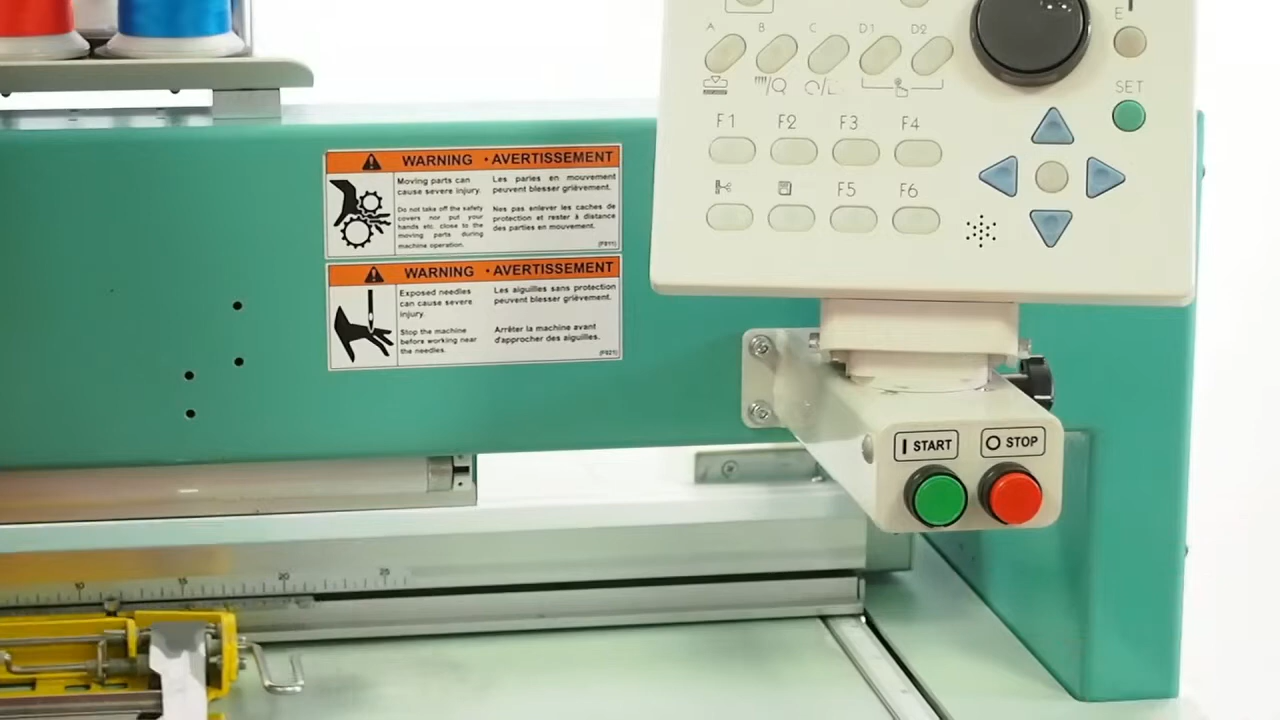 E
A B C D1 D2
SET
F1 F2 F3 F4
F5 F6
WARNING • AVERTISSEMENT
Moving parts can
cause severe injury.
Do not take off the safety
covers nor put your
hands etc. close to the
moving parts during
machine operation.
Les paries en mouvement
peuvent blesser grièvement.
Nes pas enlever les caches de
protection et rester à distance
des parties en mouvement.
(F911)
WARNING • AVERTISSEMENT
Exposed needles
can cause severe
injury.
Stop the machine
before working near
the needles.
Les aiguilles sans protection
peuvent blesser grièvement.
Arrêter la machine avant
d'approcher des aiguilles.
(F921)
START STOP
10 15 20 25